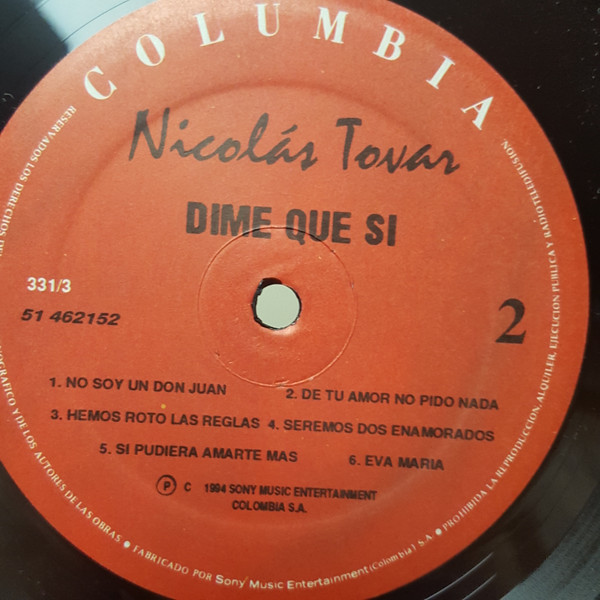 COLUMBIA
Nicolás Tovar
DIME QUE SI
331/3
51 462152
2
1. NO SOY UN DON JUAN
2. DE TU AMOR NO PIDO NADA
3. HEMOS ROTO LAS REGLAS
4. SEREMOS DOS ENAMORADOS
5. SI PUDIERA AMARTE MAS
6. EVA MARIA
P C 1994 SONY MUSIC ENTERTAINMENT
COLOMBIA S.A.
RESERVADOS LOS DERECHOS
Y DE LOS AUTORES DE LAS OBRAS • FABRICADO POR Sony Music Entertainment (Colombia) S.A. • PROHIBIDA LA REPRODUCCION, ALQUILER, EJECUCION PUBLICA Y RADIOTELEDIFUSION